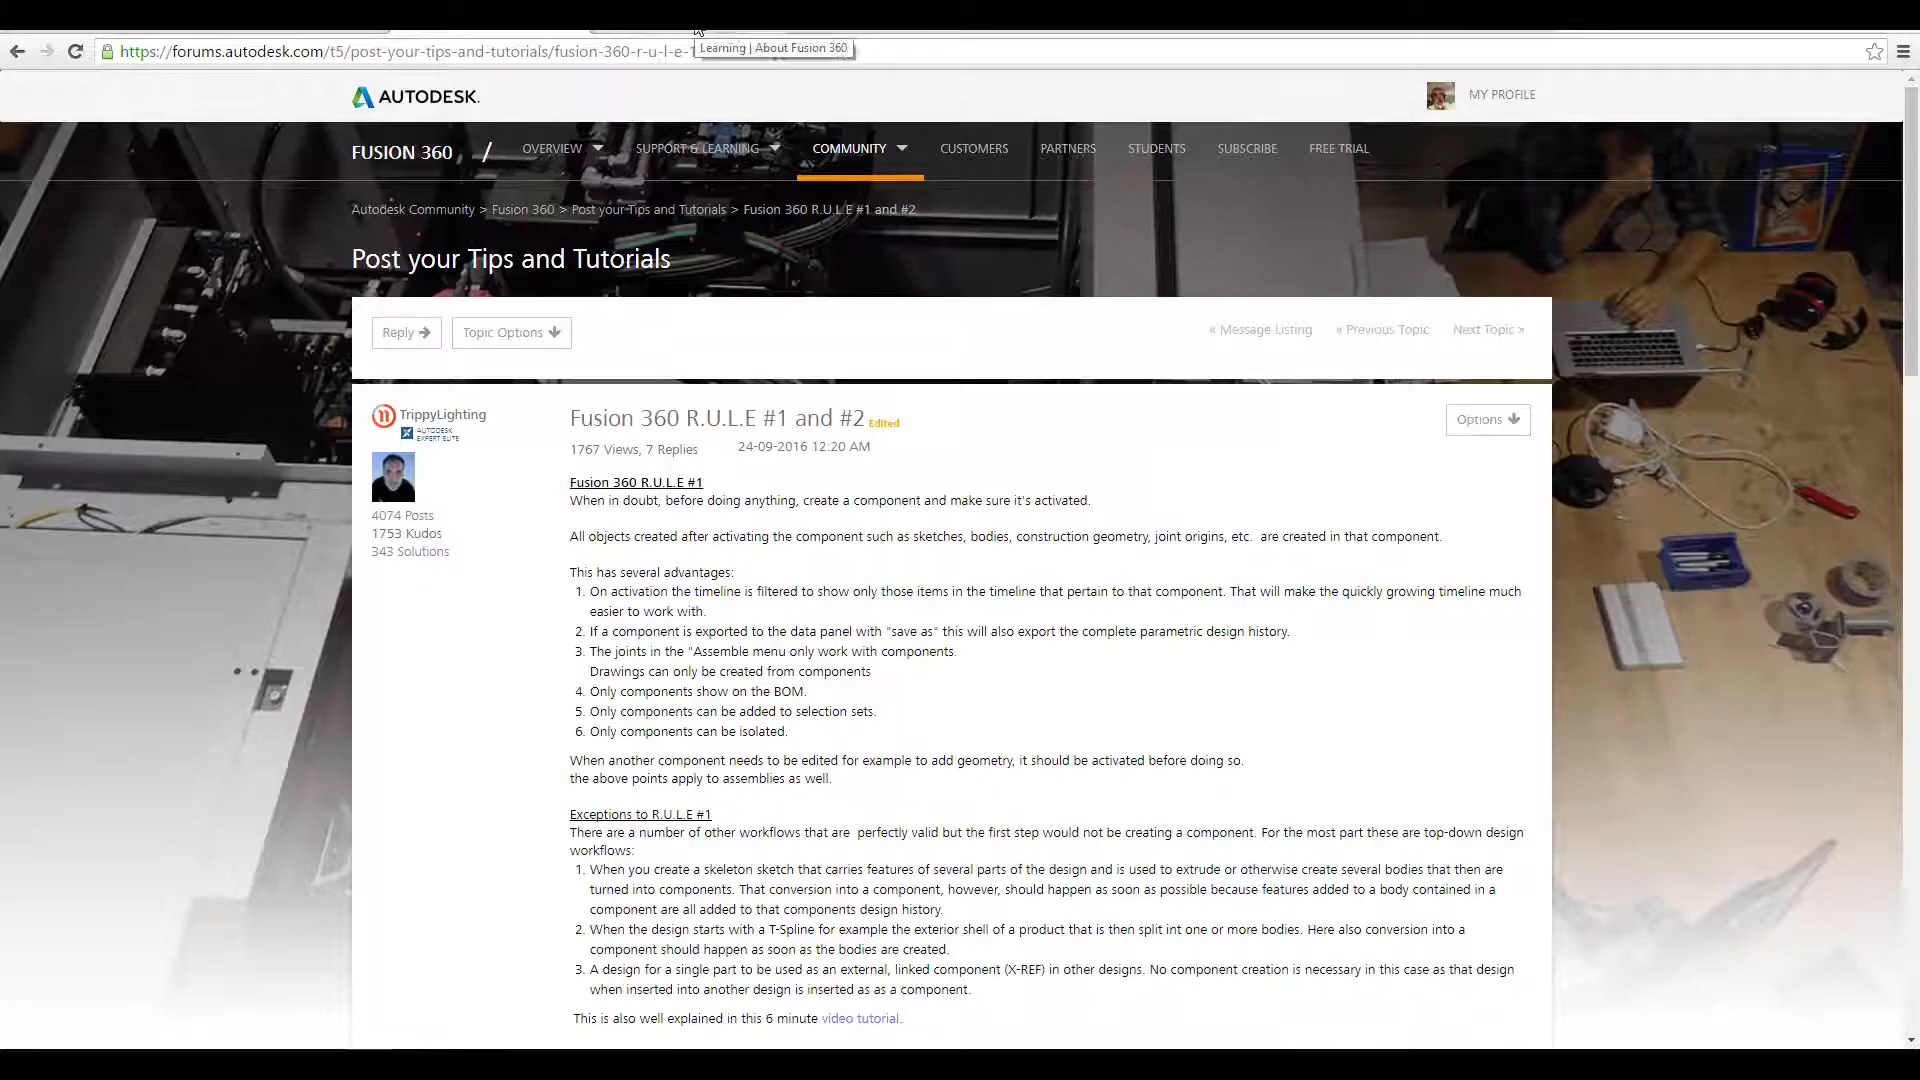 https://forums.autodesk.com/t5/post-your-tips-and-tutorials/fusion-360-r-u-l-e-
Learning | About Fusion 360
AUTODESK.
MY PROFILE
FUSION 360 / OVERVIEW SUPPORT & LEARNING COMMUNITY CUSTOMERS PARTNERS STUDENTS SUBSCRIBE FREE TRIAL
Autodesk Community > Fusion 360 > Post your Tips and Tutorials > Fusion 360 R.U.L.E #1 and #2
Post your Tips and Tutorials
Reply Topic Options « Message Listing « Previous Topic Next Topic »
TrippyLighting
AUTODESK
EXPERT ELITE
4074 Posts
1753 Kudos
343 Solutions
Fusion 360 R.U.L.E #1 and #2 Edited
Options
1767 Views, 7 Replies 24-09-2016 12:20 AM
Fusion 360 R.U.L.E #1
When in doubt, before doing anything, create a component and make sure it's activated.
All objects created after activating the component such as sketches, bodies, construction geometry, joint origins, etc. are created in that component.
This has several advantages:
1. On activation the timeline is filtered to show only those items in the timeline that pertain to that component. That will make the quickly growing timeline much
easier to work with.
2. If a component is exported to the data panel with "save as" this will also export the complete parametric design history.
3. The joints in the "Assemble menu only work with components.
Drawings can only be created from components
4. Only components show on the BOM.
5. Only components can be added to selection sets.
6. Only components can be isolated.
When another component needs to be edited for example to add geometry, it should be activated before doing so.
the above points apply to assemblies as well.
Exceptions to R.U.L.E #1
There are a number of other workflows that are perfectly valid but the first step would not be creating a component. For the most part these are top-down design
workflows:
1. When you create a skeleton sketch that carries features of several parts of the design and is used to extrude or otherwise create several bodies that then are
turned into components. That conversion into a component, however, should happen as soon as possible because features added to a body contained in a
component are all added to that components design history.
2. When the design starts with a T-Spline for example the exterior shell of a product that is then split int one or more bodies. Here also conversion into a
component should happen as soon as the bodies are created.
3. A design for a single part to be used as an external, linked component (X-REF) in other designs. No component creation is necessary in this case as that design
when inserted into another design is inserted as as a component.
This is also well explained in this 6 minute video tutorial.